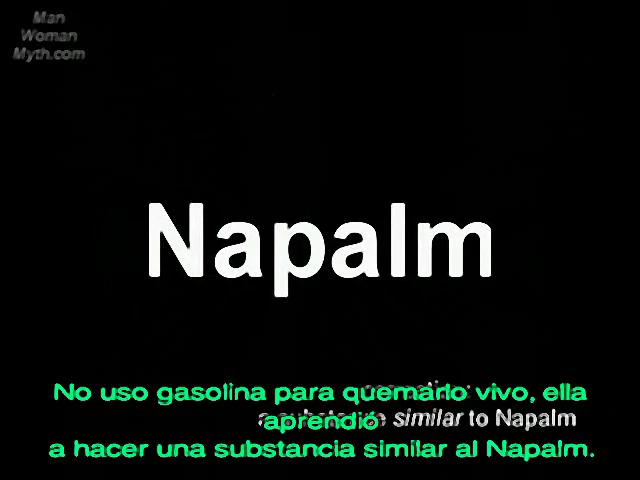 Man
Woman
Myth.com
Napalm
No uso gasolina para quemarlo vivo, ella
similar to Napalm
aprendió
a hacer una substancia similar al Napalm.